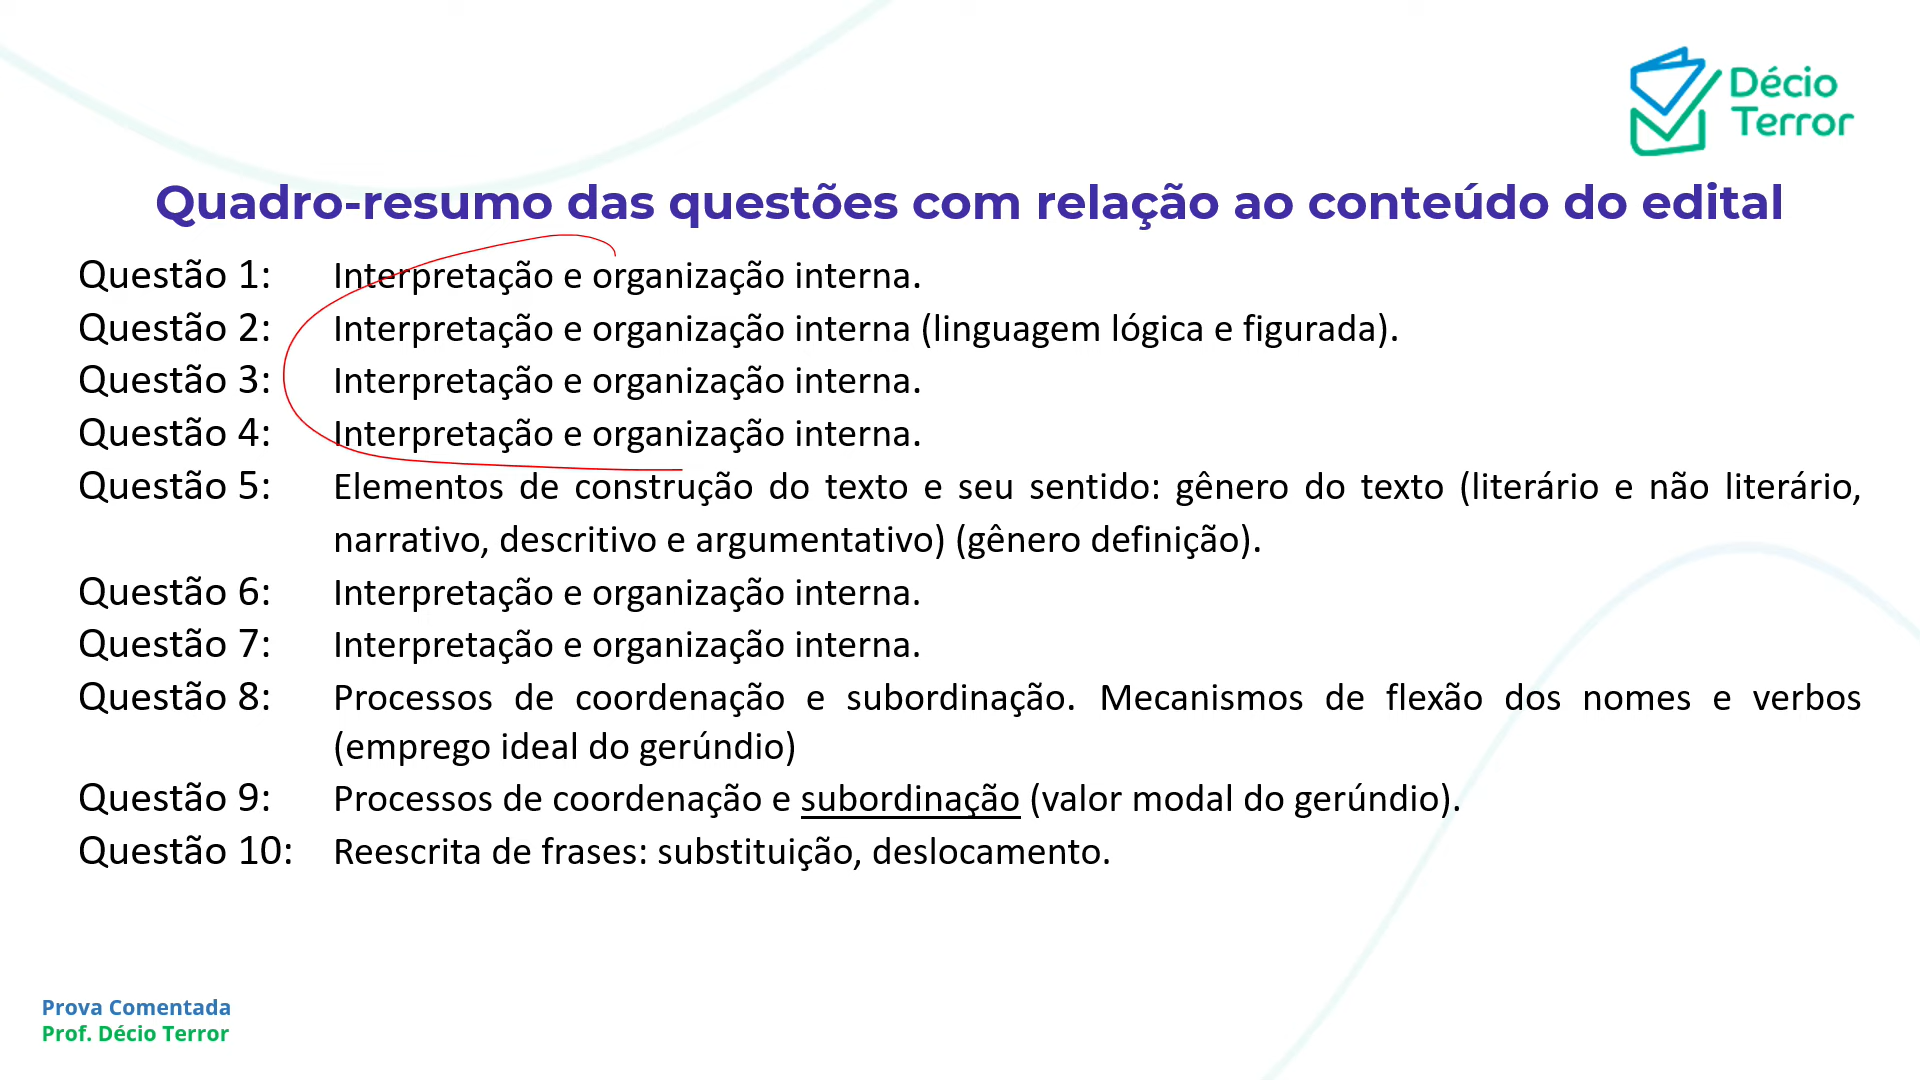 Décio
Terror
Quadro-resumo das questões com relação ao conteúdo do edital
Questão 1: Interpretação e organização interna.
Questão 2: Interpretação e organização interna (linguagem lógica e figurada).
Questão 3: Interpretação e organização interna.
Questão 4: Interpretação e organização interna.
Questão 5: Elementos de construção do texto e seu sentido: gênero do texto (literário e não literário,
narrativo, descritivo e argumentativo) (gênero definição).
Questão 6: Interpretação e organização interna.
Questão 7: Interpretação e organização interna.
Questão 8: Processos de coordenação e subordinação. Mecanismos de flexão dos nomes e verbos
(emprego ideal do gerúndio)
Questão 9: Processos de coordenação e subordinação (valor modal do gerúndio).
Questão 10: Reescrita de frases: substituição, deslocamento.
Prova Comentada
Prof. Décio Terror